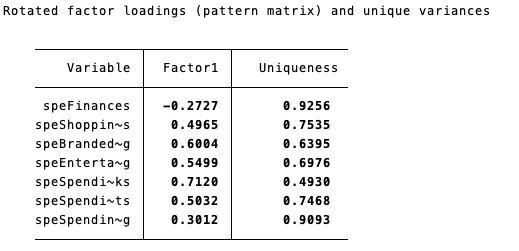 Rotated factor loadings (pattern matrix) and unique variances
Variable Factor1 Uniqueness
speFinances -0.2727 0.9256
speShoppin~s 0.4965 0.7535
speBranded~g 0.6004 0.6395
speEnterta~g 0.5499 0.6976
speSpendi~ks 0.7120 0.4930
speSpendi~ts 0.5032 0.7468
speSpendin~g 0.3012 0.9093